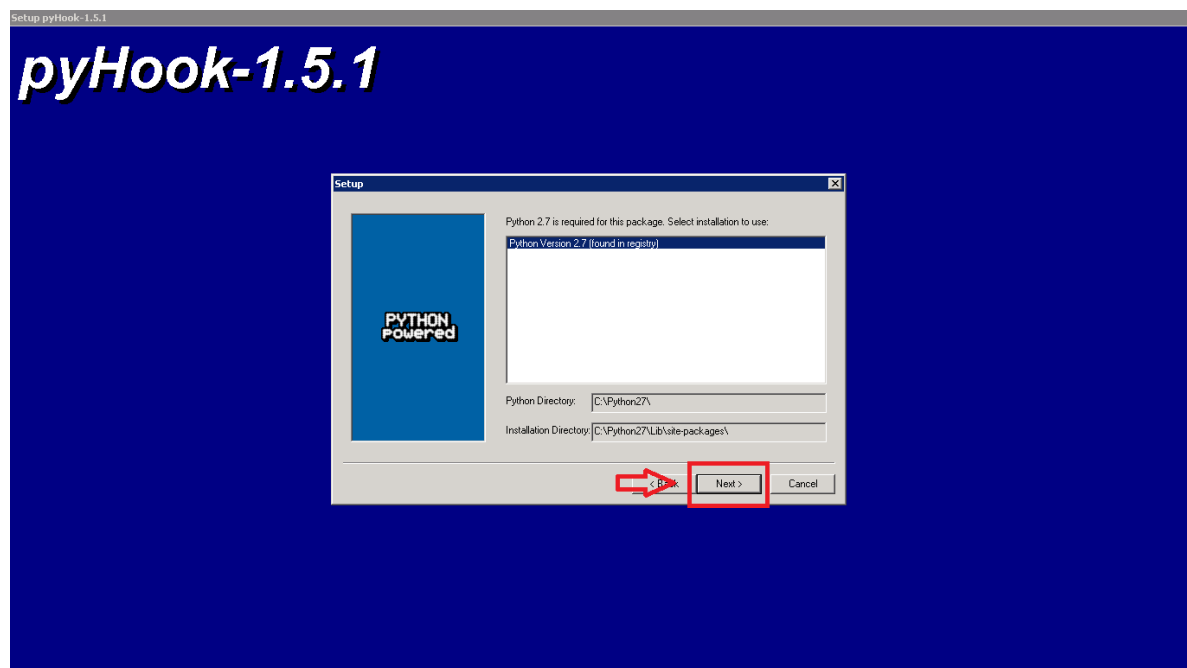 Setup pyHook-1.5.1
pyHook-1.5.1
Setup
Python 2.7 is required for this package. Select installation to use:
Python Version 2.7 (found in registry)
PYTHON
powered
Python Directory: C:\Python27\
Installation Directory: C:\Python27\Lib\site-packages\
< Back Next > Cancel